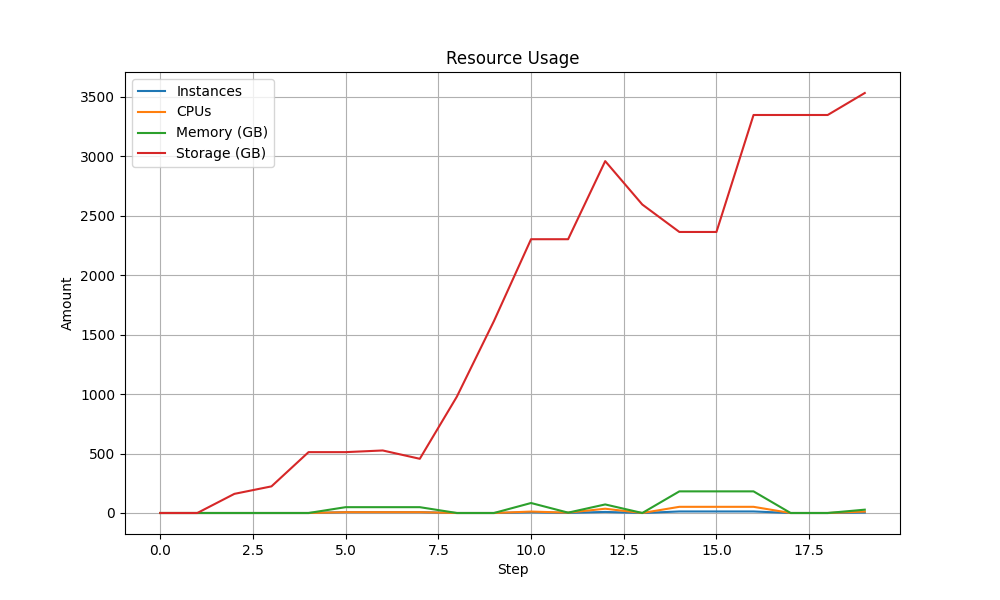 Resource Usage
Instances
CPUs
Memory (GB)
Storage (GB)
3500
3000
2500
2000
1500
1000
500
0
Amount
0.0 2.5 5.0 7.5 10.0 12.5 15.0 17.5
Step